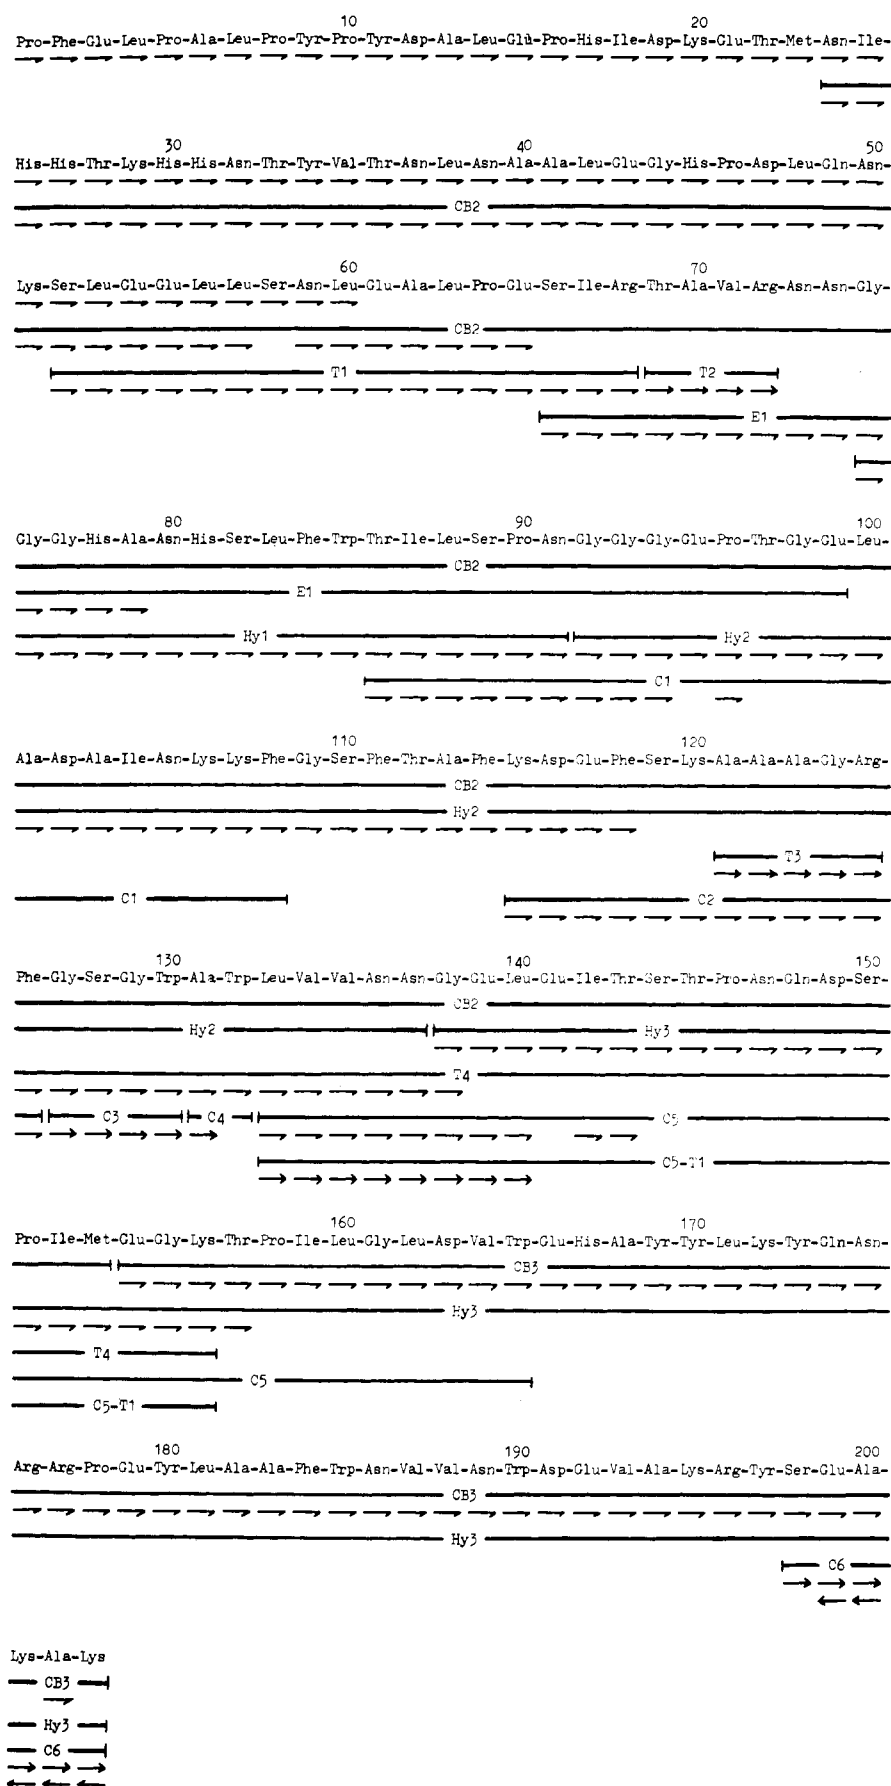 10 20
Pro-Phe-Glu-Leu-Pro-Ala-Leu-Pro-Tyr-Pro-Tyr-Asp-Ala-Leu-Glu-Pro-His-Ile-Asp-Lys-Glu-Thr-Met-Asn-Ile-
30 40 50
His-His-Thr-Lys-His-His-Asn-Thr-Tyr-Val-Thr-Asn-Leu-Asn-Ala-Ala-Leu-Glu-Gly-His-Pro-Asp-Leu-Gln-Asn-
CB2
60 70
Lys-Ser-Leu-Glu-Glu-Leu-Leu-Ser-Asn-Leu-Glu-Ala-Leu-Pro-Glu-Ser-Ile-Arg-Thr-Ala-Val-Arg-Asn-Asn-Gly-
CB2
T1 T2
E1
80 90 100
Gly-Gly-His-Ala-Asn-His-Ser-Leu-Phe-Trp-Thr-Ile-Leu-Ser-Pro-Asn-Gly-Gly-Gly-Glu-Pro-Thr-Gly-Glu-Leu-
CB2
E1
Hy1 Hy2
C1
110 120
Ala-Asp-Ala-Ile-Asn-Lys-Lys-Phe-Gly-Ser-Phe-Thr-Ala-Phe-Lys-Asp-Glu-Phe-Ser-Lys-Ala-Ala-Ala-Gly-Arg-
CB2
Hy2
T3
C1 C2
130 140 150
Phe-Gly-Ser-Gly-Trp-Ala-Trp-Leu-Val-Val-Asn-Asn-Gly-Glu-Leu-Glu-Ile-Thr-Ser-Thr-Pro-Asn-Gln-Asp-Ser-
CB2
Hy2 Hy3
T4
C3 C4 C5
C5-T1
160 170
Pro-Ile-Met-Glu-Gly-Lys-Thr-Pro-Ile-Leu-Gly-Leu-Asp-Val-Trp-Glu-His-Ala-Tyr-Tyr-Leu-Lys-Tyr-Gln-Asn-
CB3
Hy3
T4
C5
C5-T1
180 190 200
Arg-Arg-Pro-Glu-Tyr-Leu-Ala-Ala-Phe-Trp-Asn-Val-Val-Asn-Trp-Asp-Glu-Val-Ala-Lys-Arg-Tyr-Ser-Glu-Ala-
CB3
Hy3
C6
Lys-Ala-Lys
CB3
Hy3
C6